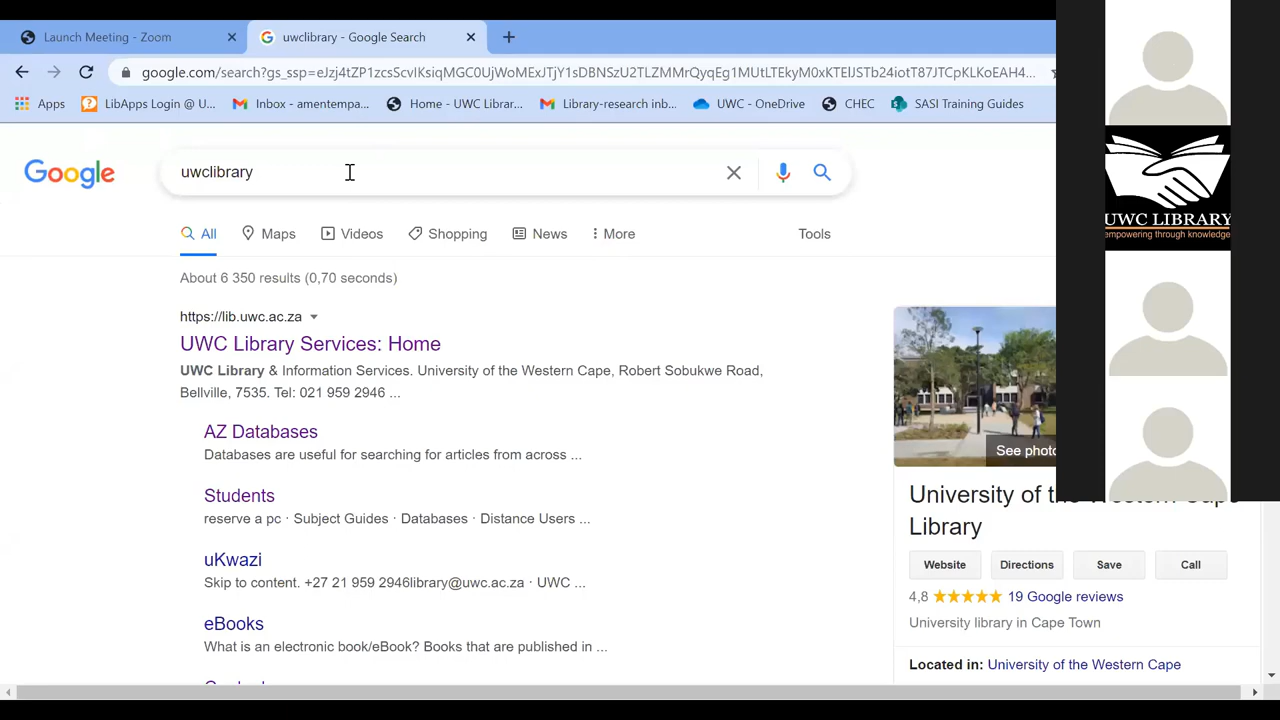 Launch Meeting - Zoom
uwclibrary - Google Search
google.com/search?gs_ssp=eJzj4tZP1zcsScvIKsiqMGC0UjWoMExJTjY1sDBNSzU2TLZMMrQyqEg1MUtLTEkyM0xKTElJSTb24iotT87JTCpKLKoEAH4...
Apps
LibApps Login @ U...
Inbox - amentempa...
Home - UWC Librar...
Library-research inb...
UWC - OneDrive
CHEC
SASI Training Guides
Google
uwclibrary
All
Maps
Videos
Shopping
News
More
Tools
About 6 350 results (0,70 seconds)
https://lib.uwc.ac.za
UWC Library Services: Home
UWC Library & Information Services. University of the Western Cape, Robert Sobukwe Road,
Bellville, 7535. Tel: 021 959 2946 ...
AZ Databases
Databases are useful for searching for articles from across ...
Students
reserve a pc · Subject Guides · Databases · Distance Users ...
uKwazi
Skip to content. +27 21 959 2946library@uwc.ac.za · UWC ...
eBooks
What is an electronic book/eBook? Books that are published in ...
See photo
University of the Western Cape
Library
Website
Directions
Save
Call
4,8
19 Google reviews
University library in Cape Town
Located in: University of the Western Cape
UWC LIBRARY
empowering through knowledge